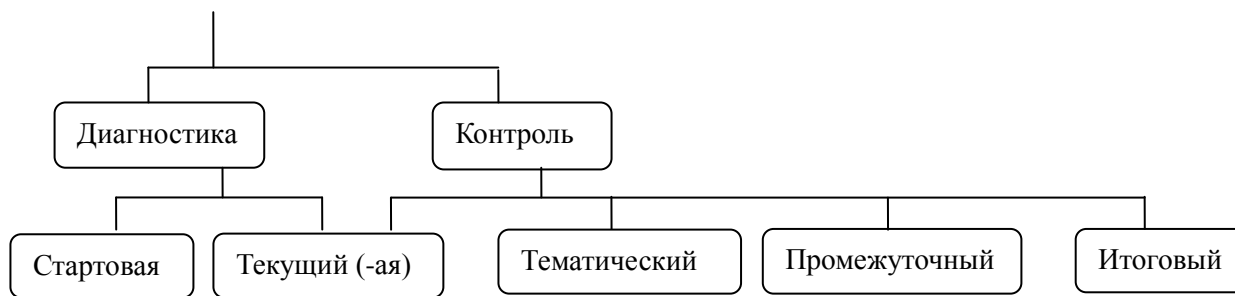 Диагностика
Контроль
Стартовая
Текущий (-ая)
Тематический
Промежуточный
Итоговый